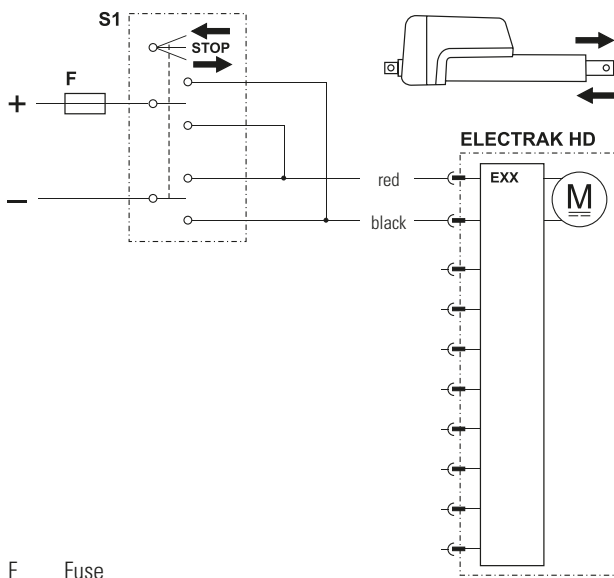 S1
STOP
F
+
ELECTRAK HD
red
EXX
M
–
black
F Fuse